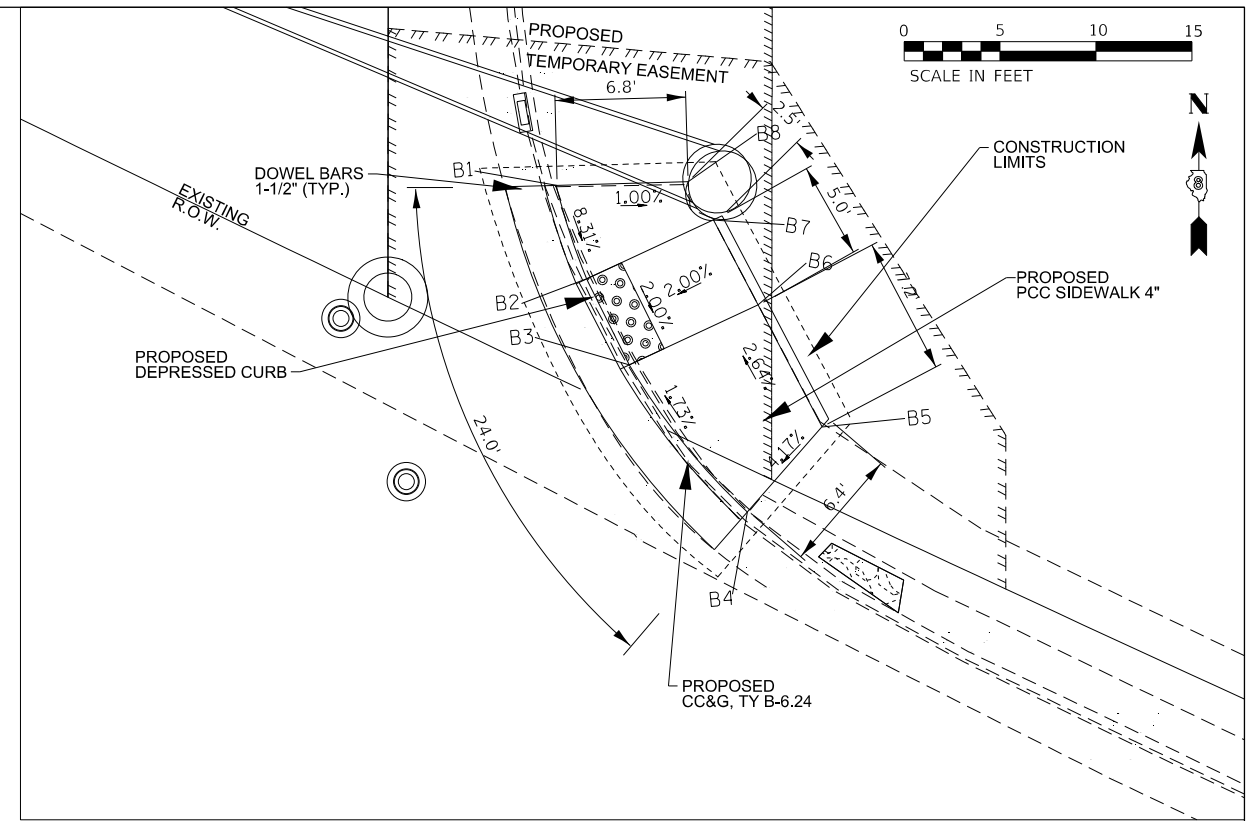 PROPOSED
TEMPORARY EASEMENT
0 5 10 15
SCALE IN FEET
N
8
6.8'
2.5'
B8
CONSTRUCTION
LIMITS
DOWEL BARS
1-1/2" (TYP.)
B1
EXISTING
R.O.W.
1.00%
5.0'
B7
8.31%
B6
PROPOSED
PCC SIDEWALK 4"
B2
2.00%
2.00%
B3
PROPOSED
DEPRESSED CURB
2.64%
1.73%
B5
24.0'
6.4'
B4
PROPOSED
CC&G, TY B-6.24